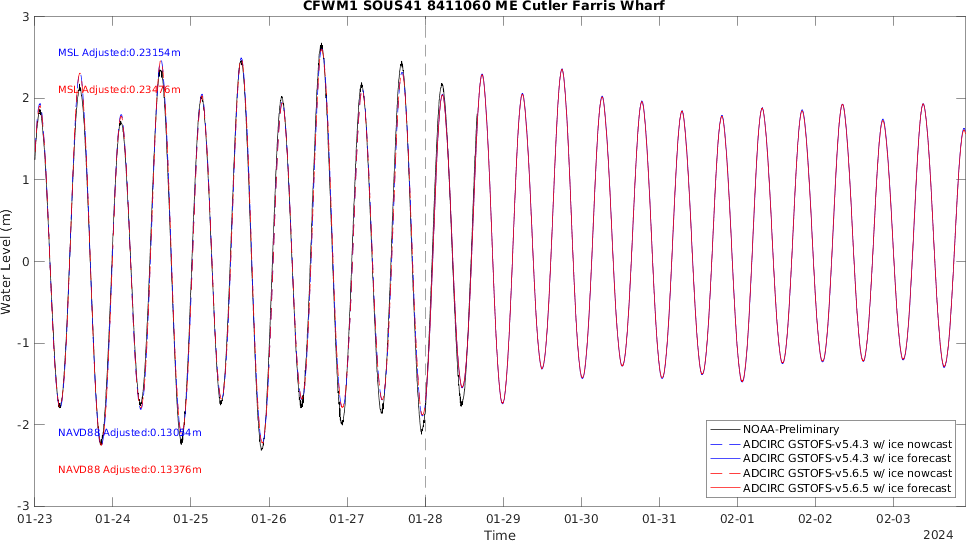 CFWM1 SOUS41 8411060 ME Cutler Farris Wharf
MSL Adjusted:0.23154m
MSL Adjusted:0.23476m
NAVD88 Adjusted:0.13054m
NAVD88 Adjusted:0.13376m
Water Level (m)
3
2
1
0
-1
-2
-3
NOAA-Preliminary
ADCIRC GSTOFS-v5.4.3 w/ ice nowcast
ADCIRC GSTOFS-v5.4.3 w/ ice forecast
ADCIRC GSTOFS-v5.6.5 w/ ice nowcast
ADCIRC GSTOFS-v5.6.5 w/ ice forecast
01-23 01-24 01-25 01-26 01-27 01-28 01-29 01-30 01-31 02-01 02-02 02-03
Time
2024